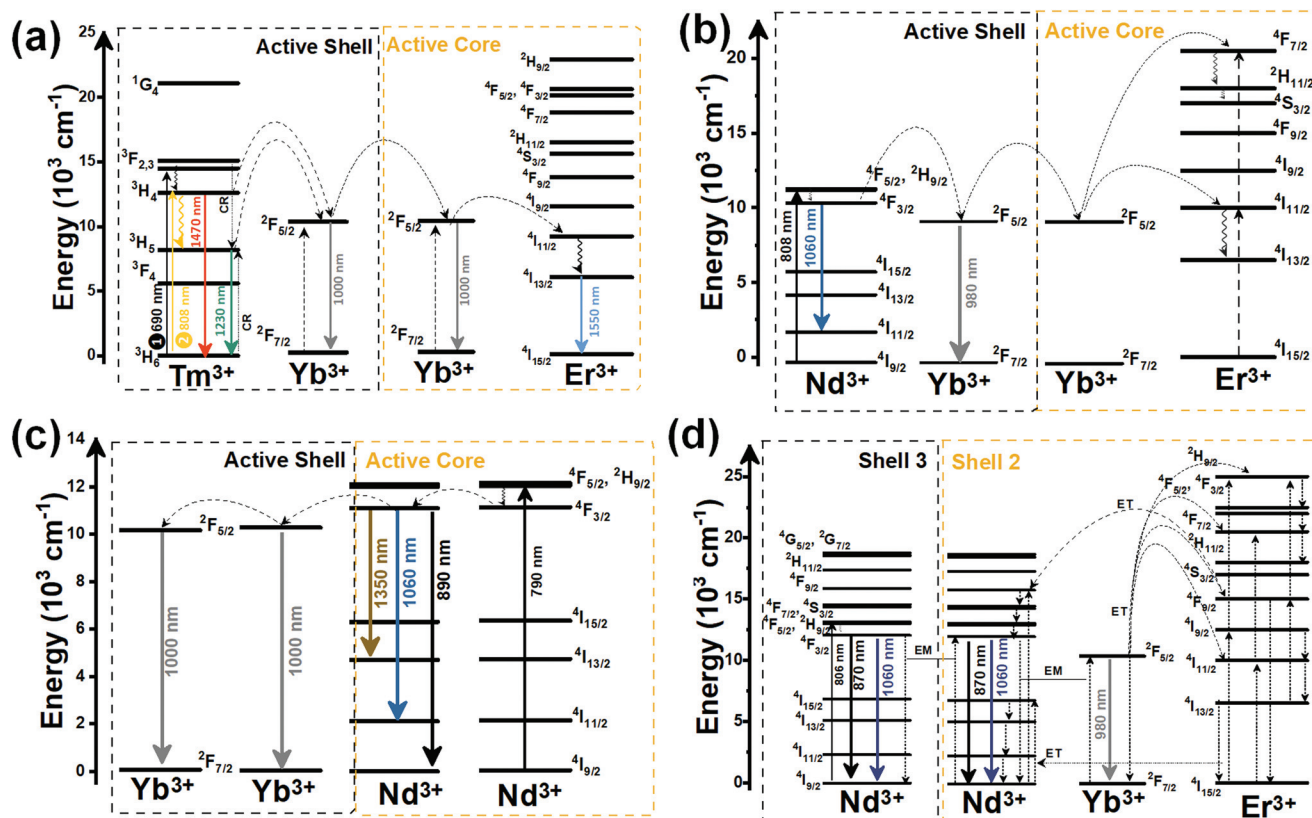 (a)
Energy (10³ cm⁻¹)
25
20
15
10
5
0
Active Shell
Active Core
¹G₄
³F₂,₃
³H₄
³H₅
³F₄
³H₆
❶690 nm
❷808 nm
1470 nm
1230 nm
CR
CR
Tm³⁺
²F₅/₂
²F₇/₂
1000 nm
Yb³⁺
²F₅/₂
²F₇/₂
1000 nm
Yb³⁺
²H₉/₂
⁴F₅/₂, ⁴F₃/₂
⁴F₇/₂
²H₁₁/₂
⁴S₃/₂
⁴F₉/₂
⁴I₉/₂
⁴I₁₁/₂
⁴I₁₃/₂
⁴I₁₅/₂
1550 nm
Er³⁺
(b)
Energy (10³ cm⁻¹)
20
15
10
5
0
Active Shell
Active Core
⁴F₅/₂, ²H₉/₂
⁴F₃/₂
⁴I₁₅/₂
⁴I₁₃/₂
⁴I₁₁/₂
⁴I₉/₂
808 nm
1060 nm
Nd³⁺
²F₅/₂
²F₇/₂
980 nm
Yb³⁺
²F₅/₂
²F₇/₂
Yb³⁺
⁴F₇/₂
²H₁₁/₂
⁴S₃/₂
⁴F₉/₂
⁴I₉/₂
⁴I₁₁/₂
⁴I₁₃/₂
⁴I₁₅/₂
Er³⁺
(c)
Energy (10³ cm⁻¹)
14
12
10
8
6
4
2
0
Active Shell
Active Core
²F₅/₂
²F₇/₂
1000 nm
Yb³⁺
1000 nm
Yb³⁺
1350 nm
1060 nm
890 nm
Nd³⁺
790 nm
⁴F₅/₂, ²H₉/₂
⁴F₃/₂
⁴I₁₅/₂
⁴I₁₃/₂
⁴I₁₁/₂
⁴I₉/₂
Nd³⁺
(d)
Energy (10³ cm⁻¹)
25
20
15
10
5
0
Shell 3
Shell 2
⁴G₅/₂, ²G₇/₂
²H₁₁/₂
⁴F₉/₂
⁴F₇/₂, ⁴S₃/₂
⁴F₅/₂, ²H₉/₂
⁴F₃/₂
⁴I₁₅/₂
⁴I₁₃/₂
⁴I₁₁/₂
⁴I₉/₂
806 nm
870 nm
1060 nm
Nd³⁺
EM
870 nm
1060 nm
Nd³⁺
EM
ET
ET
ET
²F₅/₂
²F₇/₂
980 nm
Yb³⁺
²H₉/₂
⁴F₅/₂, ⁴F₃/₂
⁴F₇/₂
²H₁₁/₂
⁴S₃/₂
⁴F₉/₂
⁴I₉/₂
⁴I₁₁/₂
⁴I₁₃/₂
⁴I₁₅/₂
Er³⁺